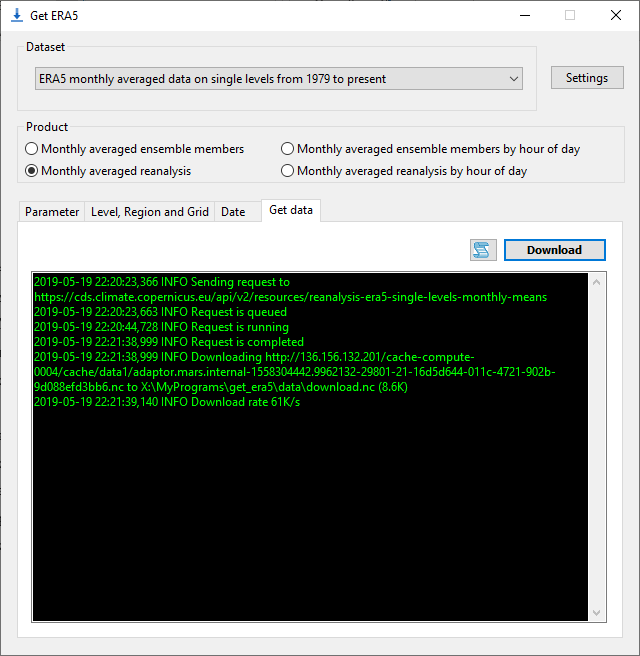 Get ERA5
Dataset
ERA5 monthly averaged data on single levels from 1979 to present
Settings
Product
Monthly averaged ensemble members
Monthly averaged ensemble members by hour of day
Monthly averaged reanalysis
Monthly averaged reanalysis by hour of day
Parameter
Level, Region and Grid
Date
Get data
Download
2019-05-19 22:20:23,366 INFO Sending request to
https://cds.climate.copernicus.eu/api/v2/resources/reanalysis-era5-single-levels-monthly-means
2019-05-19 22:20:23,663 INFO Request is queued
2019-05-19 22:20:44,728 INFO Request is running
2019-05-19 22:21:38,999 INFO Request is completed
2019-05-19 22:21:38,999 INFO Downloading http://136.156.132.201/cache-compute-
0004/cache/data1/adaptor.mars.internal-1558304442.9962132-29801-21-16d5d644-011c-4721-902b-
9d088efd3bb6.nc to X:\MyPrograms\get_era5\data\download.nc (8.6K)
2019-05-19 22:21:39,140 INFO Download rate 61K/s